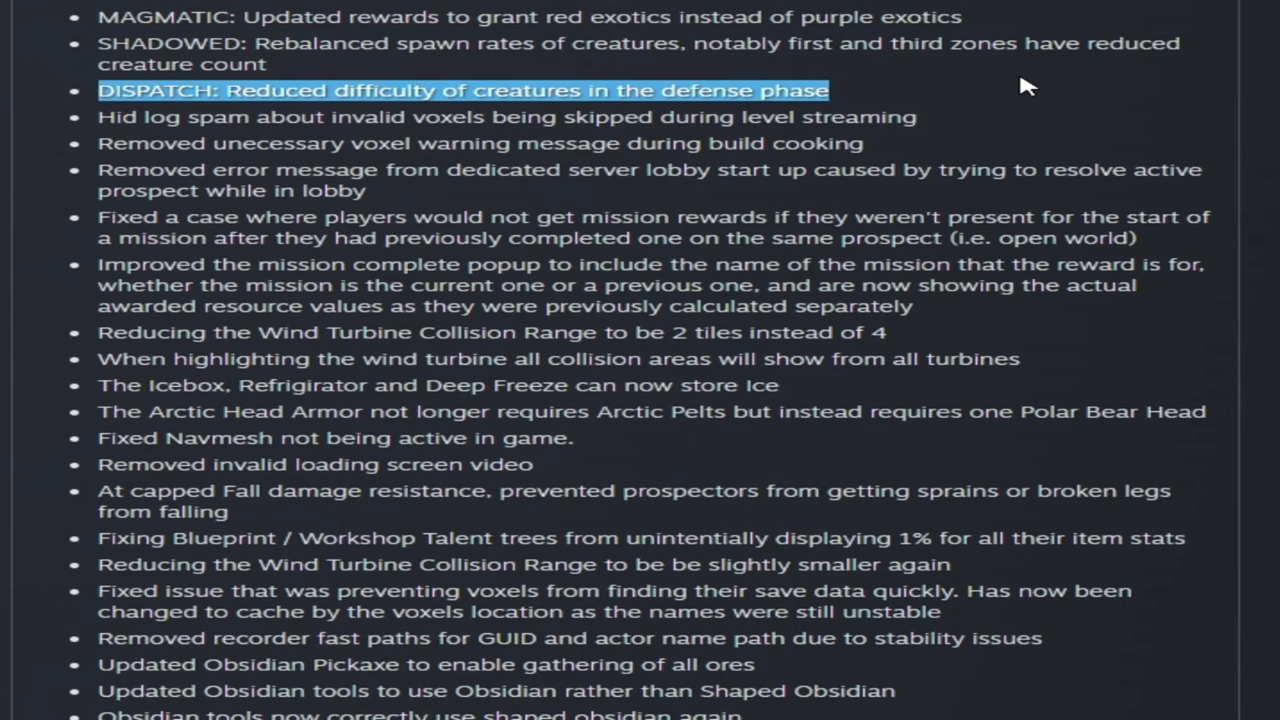 MAGMATIC: Updated rewards to grant red exotics instead of purple exotics
SHADOWED: Rebalanced spawn rates of creatures, notably first and third zones have reduced
creature count
DISPATCH: Reduced difficulty of creatures in the defense phase
Hid log spam about invalid voxels being skipped during level streaming
Removed unecessary voxel warning message during build cooking
Removed error message from dedicated server lobby start up caused by trying to resolve active
prospect while in lobby
Fixed a case where players would not get mission rewards if they weren't present for the start of
a mission after they had previously completed one on the same prospect (i.e. open world)
Improved the mission complete popup to include the name of the mission that the reward is for,
whether the mission is the current one or a previous one, and are now showing the actual
awarded resource values as they were previously calculated separately
Reducing the Wind Turbine Collision Range to be 2 tiles instead of 4
When highlighting the wind turbine all collision areas will show from all turbines
The Icebox, Refrigirator and Deep Freeze can now store Ice
The Arctic Head Armor not longer requires Arctic Pelts but instead requires one Polar Bear Head
Fixed Navmesh not being active in game.
Removed invalid loading screen video
At capped Fall damage resistance, prevented prospectors from getting sprains or broken legs
from falling
Fixing Blueprint / Workshop Talent trees from unintentially displaying 1% for all their item stats
Reducing the Wind Turbine Collision Range to be be slightly smaller again
Fixed issue that was preventing voxels from finding their save data quickly. Has now been
changed to cache by the voxels location as the names were still unstable
Removed recorder fast paths for GUID and actor name path due to stability issues
Updated Obsidian Pickaxe to enable gathering of all ores
Updated Obsidian tools to use Obsidian rather than Shaped Obsidian
Obsidian tools now correctly use shaped obsidian again